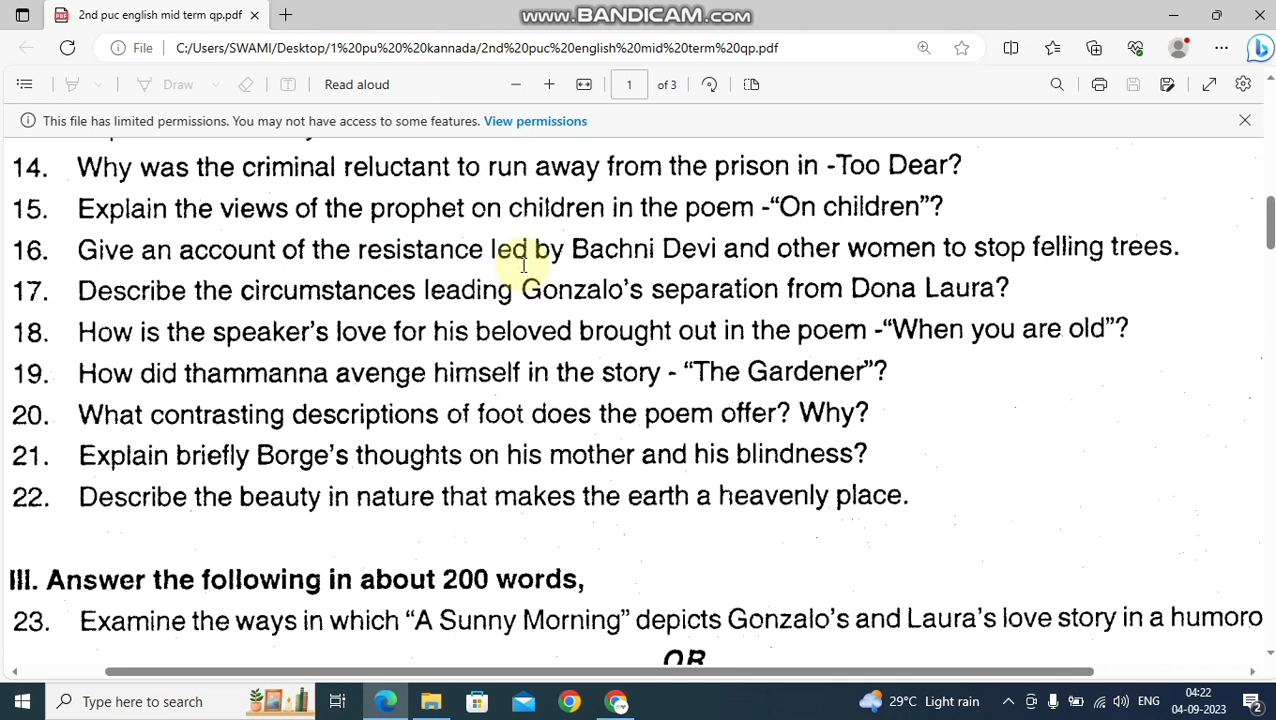 2nd puc english mid term qp.pdf
www.BANDICAM.com
File C:/Users/SWAMI/Desktop/1%20pu%20%20kannada/2nd%20puc%20english%20mid%20term%20qp.pdf
Draw
Read aloud
1 of 3
This file has limited permissions. You may not have access to some features. View permissions
14. Why was the criminal reluctant to run away from the prison in -Too Dear?
15. Explain the views of the prophet on children in the poem -“On children”?
16. Give an account of the resistance led by Bachni Devi and other women to stop felling trees.
17. Describe the circumstances leading Gonzalo’s separation from Dona Laura?
18. How is the speaker’s love for his beloved brought out in the poem -“When you are old”?
19. How did thammanna avenge himself in the story - “The Gardener”?
20. What contrasting descriptions of foot does the poem offer? Why?
21. Explain briefly Borge’s thoughts on his mother and his blindness?
22. Describe the beauty in nature that makes the earth a heavenly place.
III. Answer the following in about 200 words,
23. Examine the ways in which “A Sunny Morning” depicts Gonzalo’s and Laura’s love story in a humoro
OR
Type here to search
29°C Light rain
ENG
04:22
04-09-2023
2